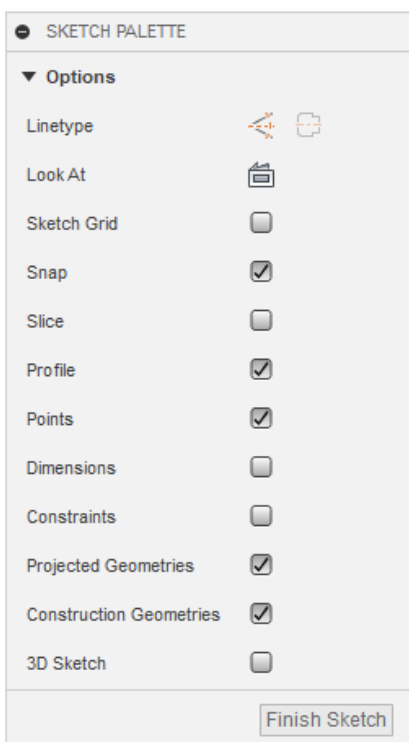 SKETCH PALETTE
Options
Linetype
Look At
Sketch Grid
Snap
Slice
Profile
Points
Dimensions
Constraints
Projected Geometries
Construction Geometries
3D Sketch
Finish Sketch